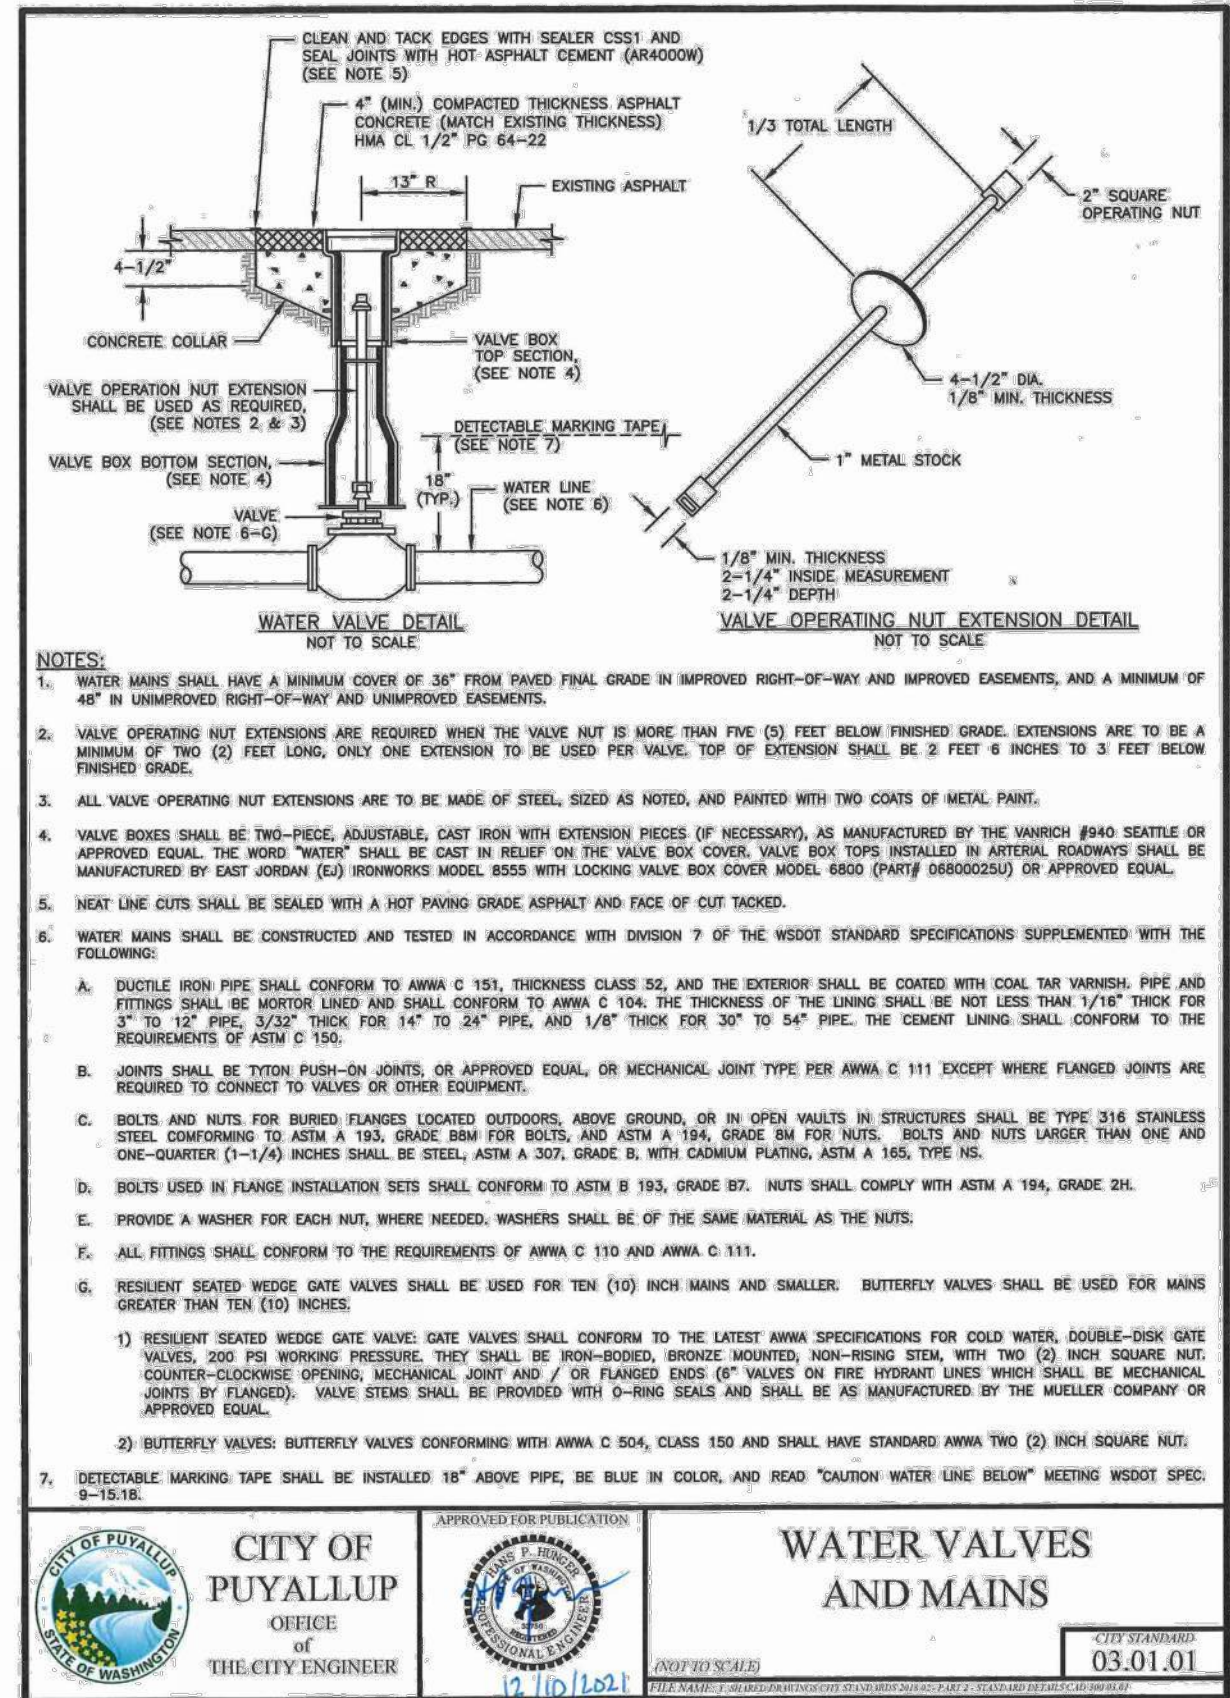 CLEAN AND TACK EDGES WITH SEALER CSS1 AND
SEAL JOINTS WITH HOT ASPHALT CEMENT (AR4000W)
(SEE NOTE 5)
4" (MIN.) COMPACTED THICKNESS ASPHALT
CONCRETE (MATCH EXISTING THICKNESS)
HMA CL 1/2" PG 64-22
13" R
EXISTING ASPHALT
4-1/2"
CONCRETE COLLAR
VALVE BOX
TOP SECTION,
(SEE NOTE 4)
VALVE OPERATION NUT EXTENSION
SHALL BE USED AS REQUIRED,
(SEE NOTES 2 & 3)
DETECTABLE MARKING TAPE
(SEE NOTE 7)
VALVE BOX BOTTOM SECTION,
(SEE NOTE 4)
18"
(TYP.)
WATER LINE
(SEE NOTE 6)
VALVE
(SEE NOTE 6-G)
WATER VALVE DETAIL
NOT TO SCALE
1/3 TOTAL LENGTH
2" SQUARE
OPERATING NUT
4-1/2" DIA.
1/8" MIN. THICKNESS
1" METAL STOCK
1/8" MIN. THICKNESS
2-1/4" INSIDE MEASUREMENT
2-1/4" DEPTH
VALVE OPERATING NUT EXTENSION DETAIL
NOT TO SCALE
NOTES:
1. WATER MAINS SHALL HAVE A MINIMUM COVER OF 36" FROM PAVED FINAL GRADE IN IMPROVED RIGHT-OF-WAY AND IMPROVED EASEMENTS, AND A MINIMUM OF
48" IN UNIMPROVED RIGHT-OF-WAY AND UNIMPROVED EASEMENTS.
2. VALVE OPERATING NUT EXTENSIONS ARE REQUIRED WHEN THE VALVE NUT IS MORE THAN FIVE (5) FEET BELOW FINISHED GRADE. EXTENSIONS ARE TO BE A
MINIMUM OF TWO (2) FEET LONG, ONLY ONE EXTENSION TO BE USED PER VALVE. TOP OF EXTENSION SHALL BE 2 FEET 6 INCHES TO 3 FEET BELOW
FINISHED GRADE.
3. ALL VALVE OPERATING NUT EXTENSIONS ARE TO BE MADE OF STEEL, SIZED AS NOTED, AND PAINTED WITH TWO COATS OF METAL PAINT.
4. VALVE BOXES SHALL BE TWO-PIECE, ADJUSTABLE, CAST IRON WITH EXTENSION PIECES (IF NECESSARY), AS MANUFACTURED BY THE VANRICH #940 SEATTLE OR
APPROVED EQUAL. THE WORD "WATER" SHALL BE CAST IN RELIEF ON THE VALVE BOX COVER. VALVE BOX TOPS INSTALLED IN ARTERIAL ROADWAYS SHALL BE
MANUFACTURED BY EAST JORDAN (EJ) IRONWORKS MODEL 8555 WITH LOCKING VALVE BOX COVER MODEL 6800 (PART# 06800025U) OR APPROVED EQUAL.
5. NEAT LINE CUTS SHALL BE SEALED WITH A HOT PAVING GRADE ASPHALT AND FACE OF CUT TACKED.
6. WATER MAINS SHALL BE CONSTRUCTED AND TESTED IN ACCORDANCE WITH DIVISION 7 OF THE WSDOT STANDARD SPECIFICATIONS SUPPLEMENTED WITH THE
FOLLOWING:
A. DUCTILE IRON PIPE SHALL CONFORM TO AWWA C 151, THICKNESS CLASS 52, AND THE EXTERIOR SHALL BE COATED WITH COAL TAR VARNISH. PIPE AND
FITTINGS SHALL BE MORTOR LINED AND SHALL CONFORM TO AWWA C 104. THE THICKNESS OF THE LINING SHALL BE NOT LESS THAN 1/16" THICK FOR
3" TO 12" PIPE, 3/32" THICK FOR 14" TO 24" PIPE, AND 1/8" THICK FOR 30" TO 54" PIPE. THE CEMENT LINING SHALL CONFORM TO THE
REQUIREMENTS OF ASTM C 150.
B. JOINTS SHALL BE TYTON PUSH-ON JOINTS, OR APPROVED EQUAL, OR MECHANICAL JOINT TYPE PER AWWA C 111 EXCEPT WHERE FLANGED JOINTS ARE
REQUIRED TO CONNECT TO VALVES OR OTHER EQUIPMENT.
C. BOLTS AND NUTS FOR BURIED FLANGES LOCATED OUTDOORS, ABOVE GROUND, OR IN OPEN VAULTS IN STRUCTURES SHALL BE TYPE 316 STAINLESS
STEEL COMFORMING TO ASTM A 193, GRADE B8M FOR BOLTS, AND ASTM A 194, GRADE 8M FOR NUTS. BOLTS AND NUTS LARGER THAN ONE AND
ONE-QUARTER (1-1/4) INCHES SHALL BE STEEL, ASTM A 307, GRADE B, WITH CADMIUM PLATING, ASTM A 165, TYPE NS.
D. BOLTS USED IN FLANGE INSTALLATION SETS SHALL CONFORM TO ASTM B 193, GRADE B7. NUTS SHALL COMPLY WITH ASTM A 194, GRADE 2H.
E. PROVIDE A WASHER FOR EACH NUT, WHERE NEEDED. WASHERS SHALL BE OF THE SAME MATERIAL AS THE NUTS.
F. ALL FITTINGS SHALL CONFORM TO THE REQUIREMENTS OF AWWA C 110 AND AWWA C 111.
G. RESILIENT SEATED WEDGE GATE VALVES SHALL BE USED FOR TEN (10) INCH MAINS AND SMALLER. BUTTERFLY VALVES SHALL BE USED FOR MAINS
GREATER THAN TEN (10) INCHES.
1) RESILIENT SEATED WEDGE GATE VALVE: GATE VALVES SHALL CONFORM TO THE LATEST AWWA SPECIFICATIONS FOR COLD WATER, DOUBLE-DISK GATE
VALVES, 200 PSI WORKING PRESSURE. THEY SHALL BE IRON-BODIED, BRONZE MOUNTED, NON-RISING STEM, WITH TWO (2) INCH SQUARE NUT.
COUNTER-CLOCKWISE OPENING, MECHANICAL JOINT AND / OR FLANGED ENDS (6" VALVES ON FIRE HYDRANT LINES WHICH SHALL BE MECHANICAL
JOINTS BY FLANGED). VALVE STEMS SHALL BE PROVIDED WITH O-RING SEALS AND SHALL BE AS MANUFACTURED BY THE MUELLER COMPANY OR
APPROVED EQUAL.
2) BUTTERFLY VALVES: BUTTERFLY VALVES CONFORMING WITH AWWA C 504, CLASS 150 AND SHALL HAVE STANDARD AWWA TWO (2) INCH SQUARE NUT.
7. DETECTABLE MARKING TAPE SHALL BE INSTALLED 18" ABOVE PIPE, BE BLUE IN COLOR, AND READ "CAUTION WATER LINE BELOW" MEETING WSDOT SPEC.
9-15.18.
CITY OF PUYALLUP
STATE OF WASHINGTON
CITY OF
PUYALLUP
OFFICE
of
THE CITY ENGINEER
APPROVED FOR PUBLICATION
HANS P. HUNGER
STATE OF WASHINGTON
REGISTERED
PROFESSIONAL ENGINEER
12/10/2021
WATER VALVES
AND MAINS
(NOT TO SCALE)
CITY STANDARD
03.01.01
FILE NAME: